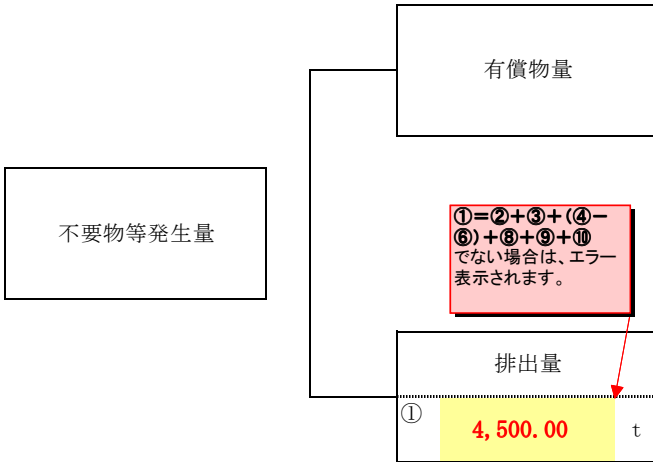 有償物量
不要物等発生量
①=②+③+(④-
⑥)+⑧+⑨+⑩
でない場合は、エラー
表示されます。
排出量
① 4,500.00 t